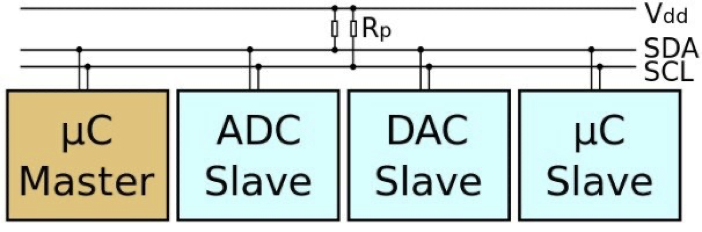 Vdd
Rp
SDA
SCL
µC
Master
ADC
Slave
DAC
Slave
µC
Slave